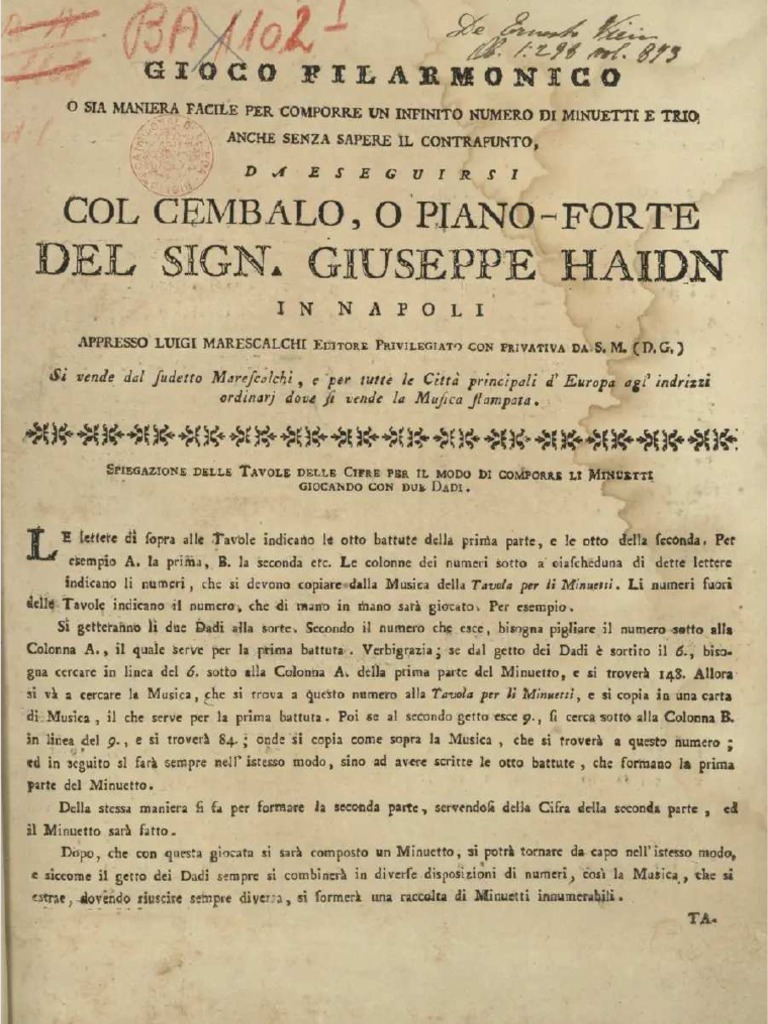 BA 1102 I
De Ernesto
1.298 vol. 873
GIOCO FILARMONICO
O SIA MANIERA FACILE PER COMPORRE UN INFINITO NUMERO DI MINUETTI E TRIO,
ANCHE SENZA SAPERE IL CONTRAPUNTO,
DA ESEGUIRSI
COL CEMBALO, O PIANO-FORTE
DEL SIGN. GIUSEPPE HAIDN
IN NAPOLI
APPRESSO LUIGI MARESCALCHI EDITORE PRIVILEGIATO CON PRIVATIVA DA S. M. (D. G.)
Si vende dal ſudetto Mareſcalchi, e per tutte le Città principali d' Europa agl' indrizzi
ordinarj dove ſi vende la Muſica ſtampata.
SPIEGAZIONE DELLE TAVOLE DELLE CIFRE PER IL MODO DI COMPORRE LI MINUETTI
GIOCANDO CON DUE DADI.
LE lettere di ſopra alle Tavole indicano le otto battute della prima parte, e le otto della ſeconda. Per
eſempio A. la prima, B. la seconda etc. Le colonne dei numeri sotto a ciaſcheduna di dette lettere
indicano li numeri, che si devono copiare dalla Musica della Tavola per li Minuetti. Li numeri fuori
delle Tavole indicano il numero, che di mano in mano sarà giocato. Per esempio.
Si getteranno li due Dadi alla sorte. Secondo il numero che esce, bisogna pigliare il numero sotto alla
Colonna A., il quale serve per la prima battuta. Verbigrazia; se dal getto dei Dadi è sortito il 6., biso-
gna cercare in linea del 6. sotto alla Colonna A. della prima parte del Minuetto, e si troverà 148. Allora
si và a cercare la Musica, che si trova a questo numero alla Tavola per li Minuetti, e si copia in una carta
di Musica, il che serve per la prima battuta. Poi se al secondo getto esce 9., ſi cerca sotto alla Colonna B.
in linea del 9., e si troverà 84.; onde si copia come sopra la Musica, che si troverà a questo numero;
ed in seguito si farà sempre nell' istesso modo, sino ad avere scritte le otto battute, che formano la prima
parte del Minuetto.
Della stessa maniera ſi fa per formare la seconda parte, servendoſi della Cifra della seconda parte, ed
il Minuetto sarà fatto.
Dopo, che con questa giocata si sarà composto un Minuetto, si potrà tornare da capo nell'istesso modo,
e siccome il getto dei Dadi sempre si combinerà in diverſe disposizioni di numeri, così la Musica, che si
estrae, dovendo riuscire sempre diversa, si formerà una raccolta di Minuetti innumerabili.
TA-